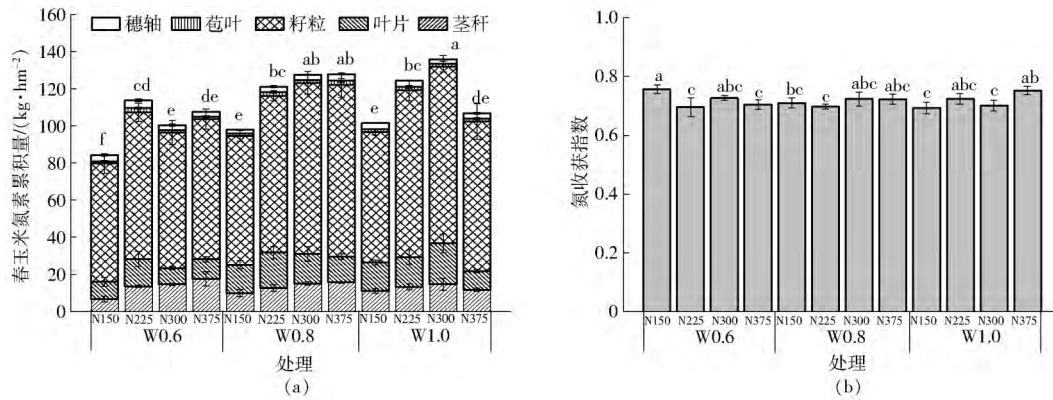 160
140
120
100
80
60
40
20
0
春玉米氮素累积量/(kg·hm⁻²)
穗轴 苞叶 籽粒 叶片 茎秆
f cd e de e bc ab ab e abc a de
N150 N225 N300 N375 N150 N225 N300 N375 N150 N225 N300 N375
W0.6 W0.8 W1.0
处理
(a)
1.0
0.8
0.6
0.4
0.2
0
氮收获指数
a c abc c bc c abc abc c abc c ab
N150 N225 N300 N375 N150 N225 N300 N375 N150 N225 N300 N375
W0.6 W0.8 W1.0
处理
(b)